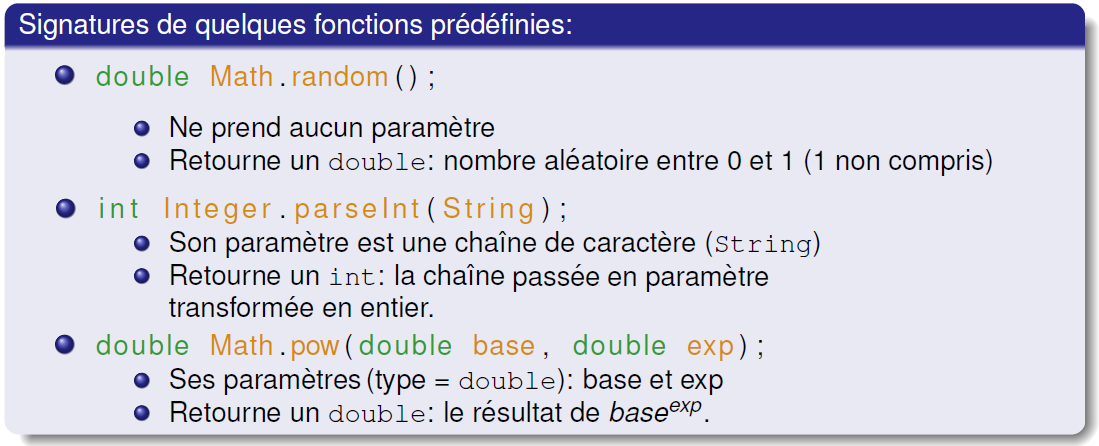 Signatures de quelques fonctions prédéfinies:
double Math.random();
Ne prend aucun paramètre
Retourne un double: nombre aléatoire entre 0 et 1 (1 non compris)
int Integer.parseInt(String);
Son paramètre est une chaîne de caractère (String)
Retourne un int: la chaîne passée en paramètre
transformée en entier.
double Math.pow(double base, double exp);
Ses paramètres (type = double): base et exp
Retourne un double: le résultat de base^exp.